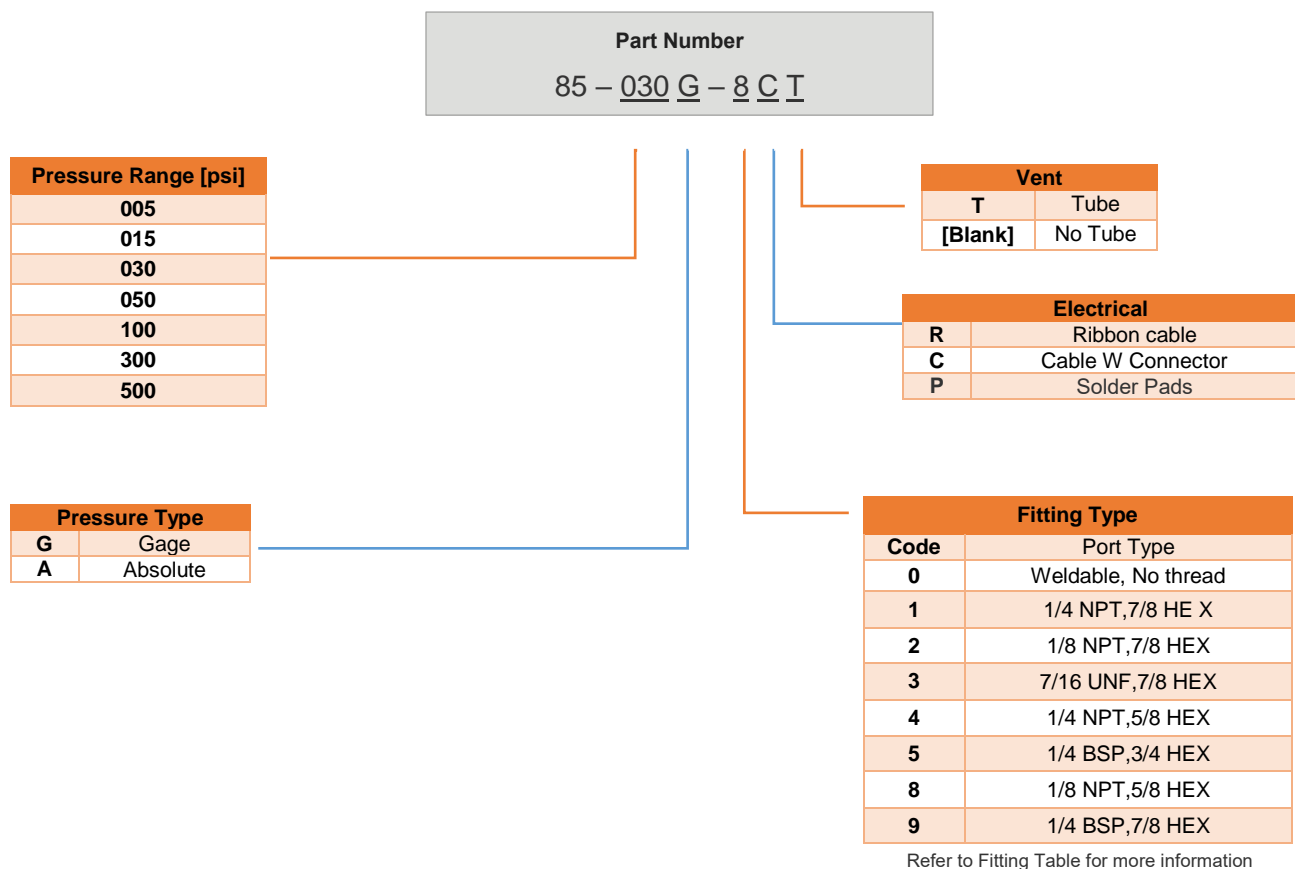 Part Number
85 – 030 G – 8 C T
Pressure Range [psi]
005
015
030
050
100
300
500
Vent
T Tube
[Blank] No Tube
Electrical
R Ribbon cable
C Cable W Connector
P Solder Pads
Pressure Type
G Gage
A Absolute
Fitting Type
Code Port Type
0 Weldable, No thread
1 1/4 NPT,7/8 HE X
2 1/8 NPT,7/8 HEX
3 7/16 UNF,7/8 HEX
4 1/4 NPT,5/8 HEX
5 1/4 BSP,3/4 HEX
8 1/8 NPT,5/8 HEX
9 1/4 BSP,7/8 HEX
Refer to Fitting Table for more information